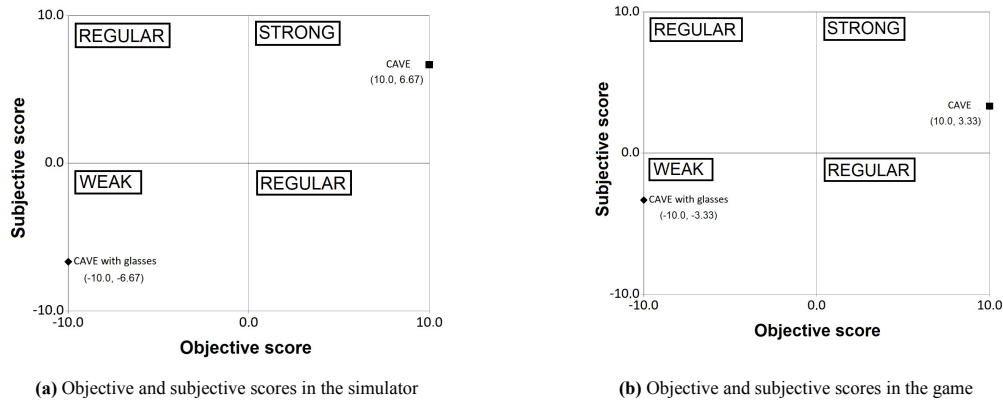 10.0
REGULAR
STRONG
CAVE
(10.0, 6.67)
Subjective score
0.0
WEAK
REGULAR
CAVE with glasses
(-10.0, -6.67)
-10.0
-10.0
0.0
10.0
Objective score
(a) Objective and subjective scores in the simulator
10.0
REGULAR
STRONG
CAVE
(10.0, 3.33)
Subjective score
0.0
WEAK
REGULAR
CAVE with glasses
(-10.0, -3.33)
-10.0
-10.0
0.0
10.0
Objective score
(b) Objective and subjective scores in the game